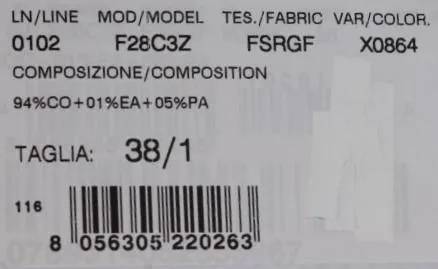 LN/LINE MOD/MODEL TES./FABRIC VAR/COLOR.
0102 F28C3Z FSRGF X0864
COMPOSIZIONE/COMPOSITION
94%CO+01%EA+05%PA
TAGLIA: 38/1
116
8 056305 220263